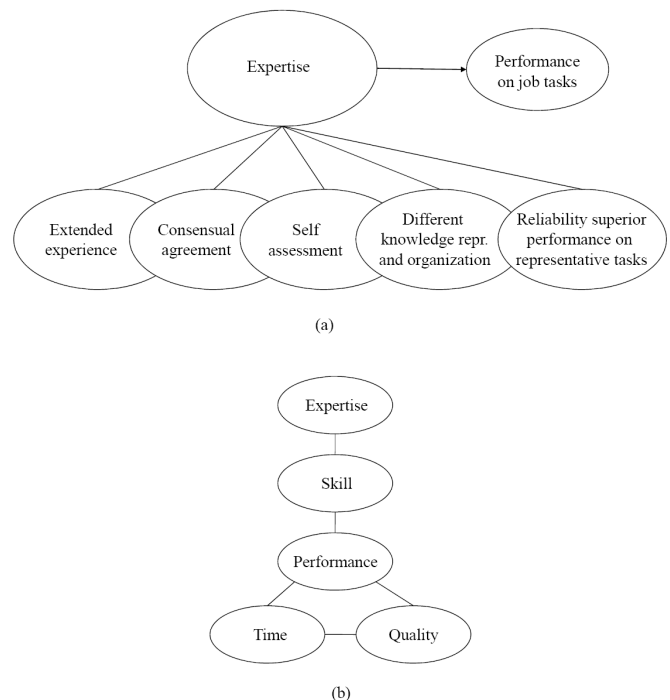 Expertise
Performance
on job tasks
Extended
experience
Consensual
agreement
Self
assessment
Different
knowledge repr.
and organization
Reliability superior
performance on
representative tasks
(a)
Expertise
Skill
Performance
Time
Quality
(b)